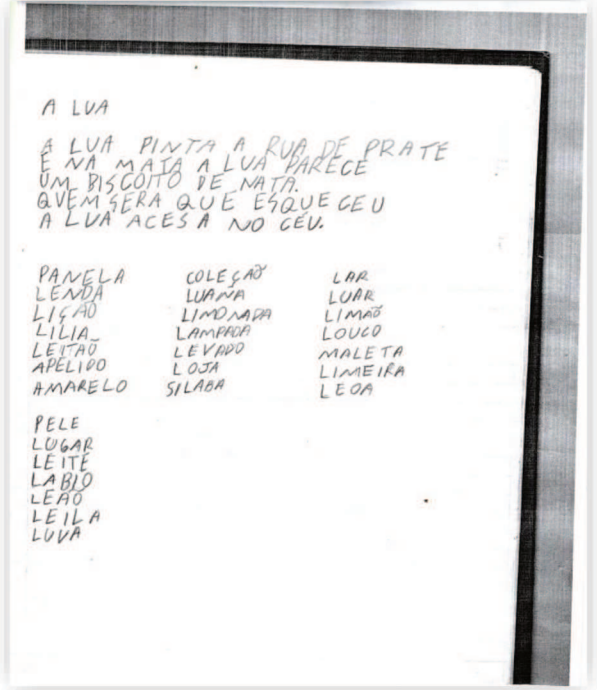 A LUA
A LUA PINTA A RUA DE PRATE
E NA MATA A LUA PARECE
UM BISCOITO DE NATA.
QUEM SERA QUE ESQUECEU
A LUA ACESA NO CÉU.
PANELA COLEÇÃO LAR
LENDA LUANA LUAR
LIÇÃO LIMONADA LIMÃO
LILIA LAMPADA LOUCO
LEITÃO LEVADO MALETA
APELIDO LOJA LIMEIRA
AMARELO SILABA LEOA
PELE
LUGAR
LEITE
LABIO
LEÃO
LEILA
LUVA